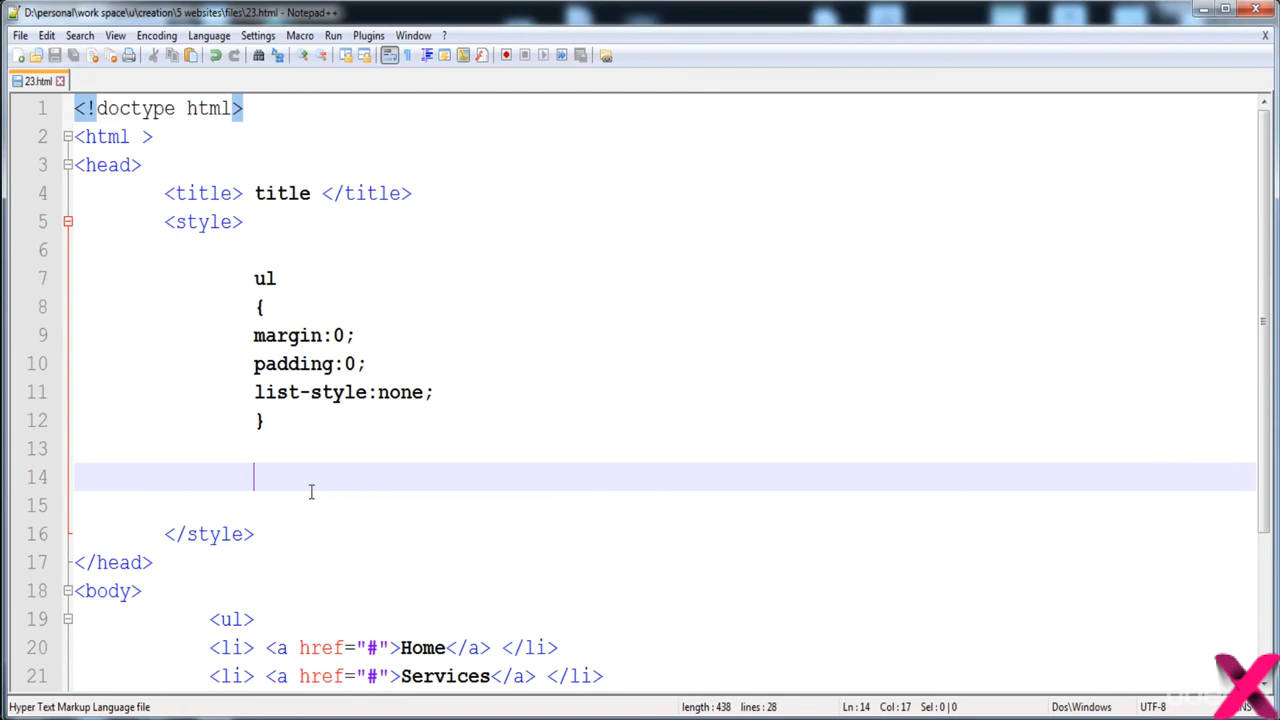 D:\personal\work space\u\creation\5 websites\files\23.html - Notepad++
File Edit Search View Encoding Language Settings Macro Run Plugins Window ? X
23.html
1 <!doctype html>
2 <html >
3 <head>
4 <title> title </title>
5 <style>
6
7 ul
8 {
9 margin:0;
10 padding:0;
11 list-style:none;
12 }
13
14
15
16 </style>
17 </head>
18 <body>
19 <ul>
20 <li> <a href="#">Home</a> </li>
21 <li> <a href="#">Services</a> </li>
Hyper Text Markup Language file length : 438 lines : 28 Ln : 14 Col : 17 Sel : 0 | 0 Dos\Windows UTF-8